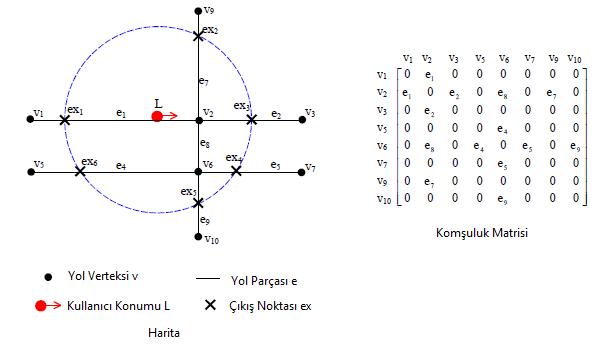 v9
ex2
e7
L
v1 ex1 e1 v2 ex3 e2 v3
e8
v5 ex6 e4 v6 ex4 e5 v7
ex5
e9
v10
v1 v2 v3 v5 v6 v7 v9 v10
v1 0 e1 0 0 0 0 0 0
v2 e1 0 e2 0 e8 0 e7 0
v3 0 e2 0 0 0 0 0 0
v5 0 0 0 0 e4 0 0 0
v6 0 e8 0 e4 0 e5 0 e9
v7 0 0 0 0 e5 0 0 0
v9 0 e7 0 0 0 0 0 0
v10 0 0 0 0 e9 0 0 0
Komşuluk Matrisi
Yol Verteksi v
Yol Parçası e
Kullanıcı Konumu L
Çıkış Noktası ex
Harita